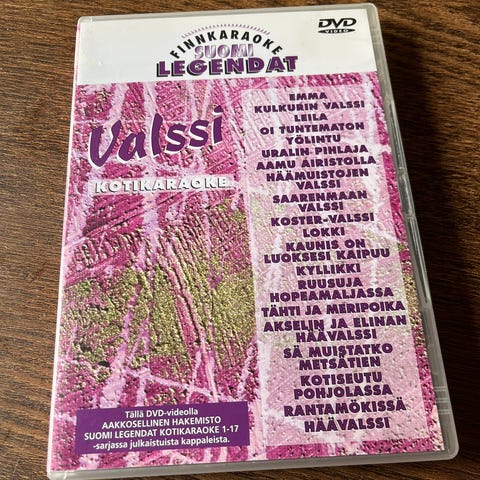 FINNKARAOKE
SUOMI
LEGENDAT
DVD
VIDEO
Valssi
KOTIKARAOKE
EMMA
KULKURIN VALSSI
LEILA
OI TUNTEMATON
YÖLINTU
URALIN PIHLAJA
AAMU AIRISTOLLA
HÄÄMUISTOJEN
VALSSI
SAARENMAAN
VALSSI
KOSTER-VALSSI
LOKKI
KAUNIS ON
LUOKSESI KAIPUU
KYLLIKKI
RUUSUJA
HOPEAMALJASSA
TÄHTI JA MERIPOIKA
AKSELIN JA ELINAN
HÄÄVALSSI
SÄ MUISTATKO
METSÄTIEN
KOTISEUTU
POHJOLASSA
RANTAMÖKISSÄ
HÄÄVALSSI
Tällä DVD-videolla
AAKKOSELLINEN HAKEMISTO
SUOMI LEGENDAT KOTIKARAOKE 1-17
-sarjassa julkaistuista kappaleista.